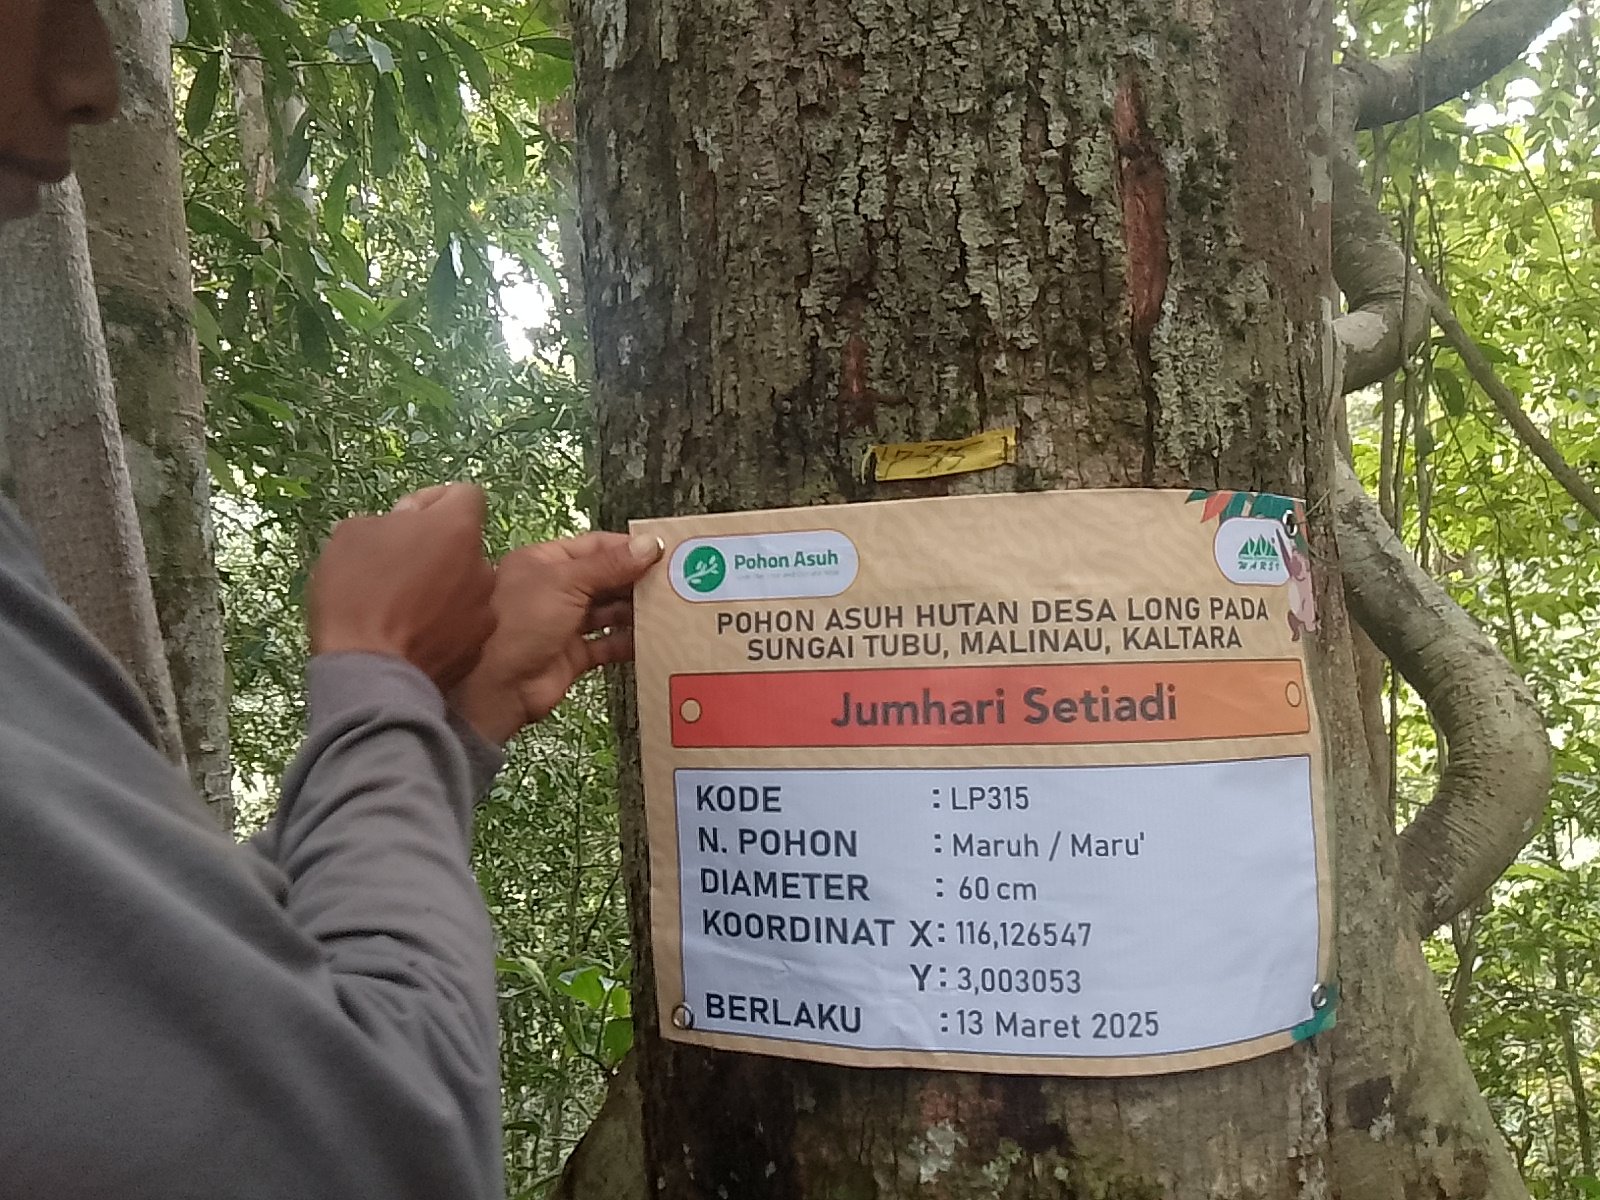 Pohon Asuh
WARSI
POHON ASUH HUTAN DESA LONG PADA
SUNGAI TUBU, MALINAU, KALTARA
Jumhari Setiadi
KODE : LP315
N. POHON : Maruh / Maru'
DIAMETER : 60 cm
KOORDINAT X: 116,126547
Y: 3,003053
BERLAKU : 13 Maret 2025